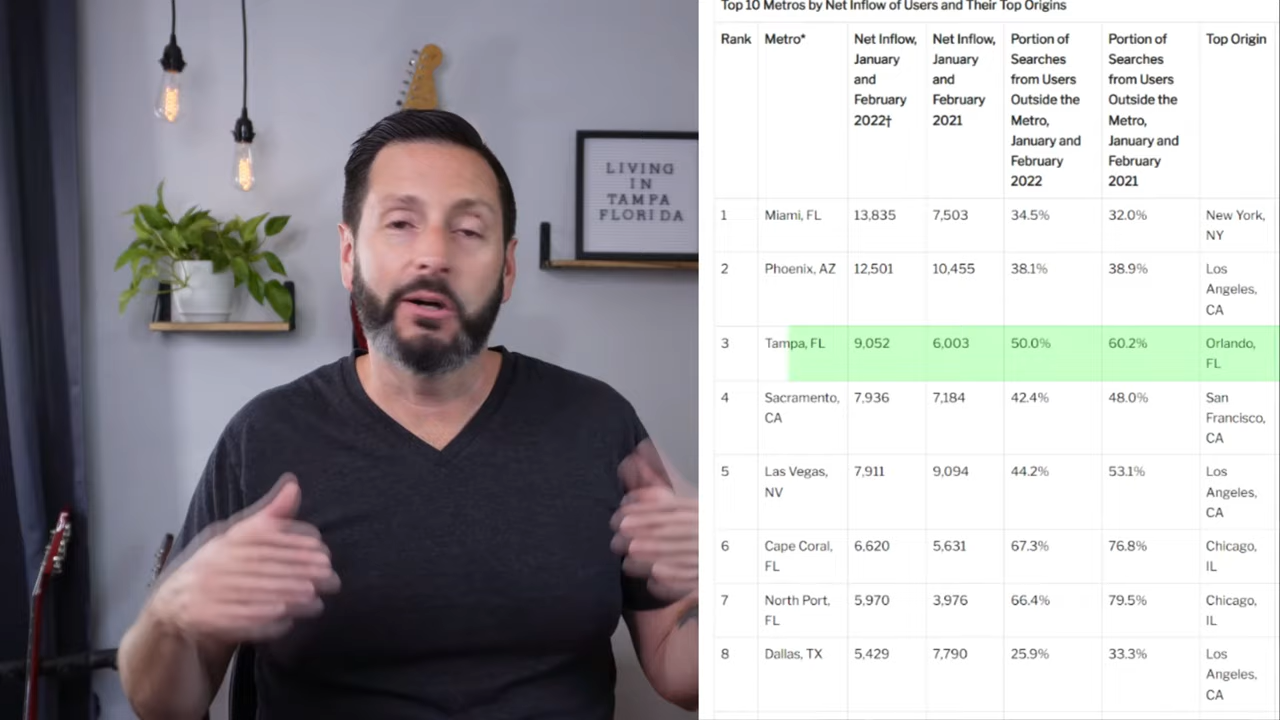 LIVING
IN
TAMPA
FLORIDA
Top 10 Metros by Net Inflow of Users and Their Top Origins
Rank Metro* Net Inflow, January and February 2022† Net Inflow, January and February 2021 Portion of Searches from Users Outside the Metro, January and February 2022 Portion of Searches from Users Outside the Metro, January and February 2021 Top Origin
1 Miami, FL 13,835 7,503 34.5% 32.0% New York, NY
2 Phoenix, AZ 12,501 10,455 38.1% 38.9% Los Angeles, CA
3 Tampa, FL 9,052 6,003 50.0% 60.2% Orlando, FL
4 Sacramento, CA 7,936 7,184 42.4% 48.0% San Francisco, CA
5 Las Vegas, NV 7,911 9,094 44.2% 53.1% Los Angeles, CA
6 Cape Coral, FL 6,620 5,631 67.3% 76.8% Chicago, IL
7 North Port, FL 5,970 3,976 66.4% 79.5% Chicago, IL
8 Dallas, TX 5,429 7,790 25.9% 33.3% Los Angeles, CA